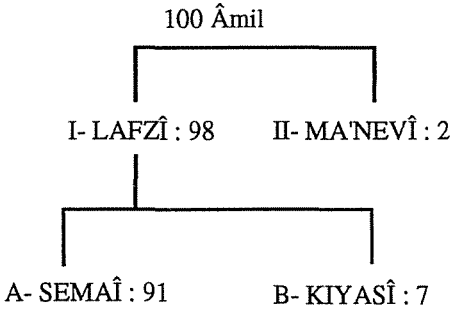 100 Âmil
I- LAFZÎ : 98 II- MA'NEVÎ : 2
A- SEMAÎ : 91 B- KIYASÎ : 7